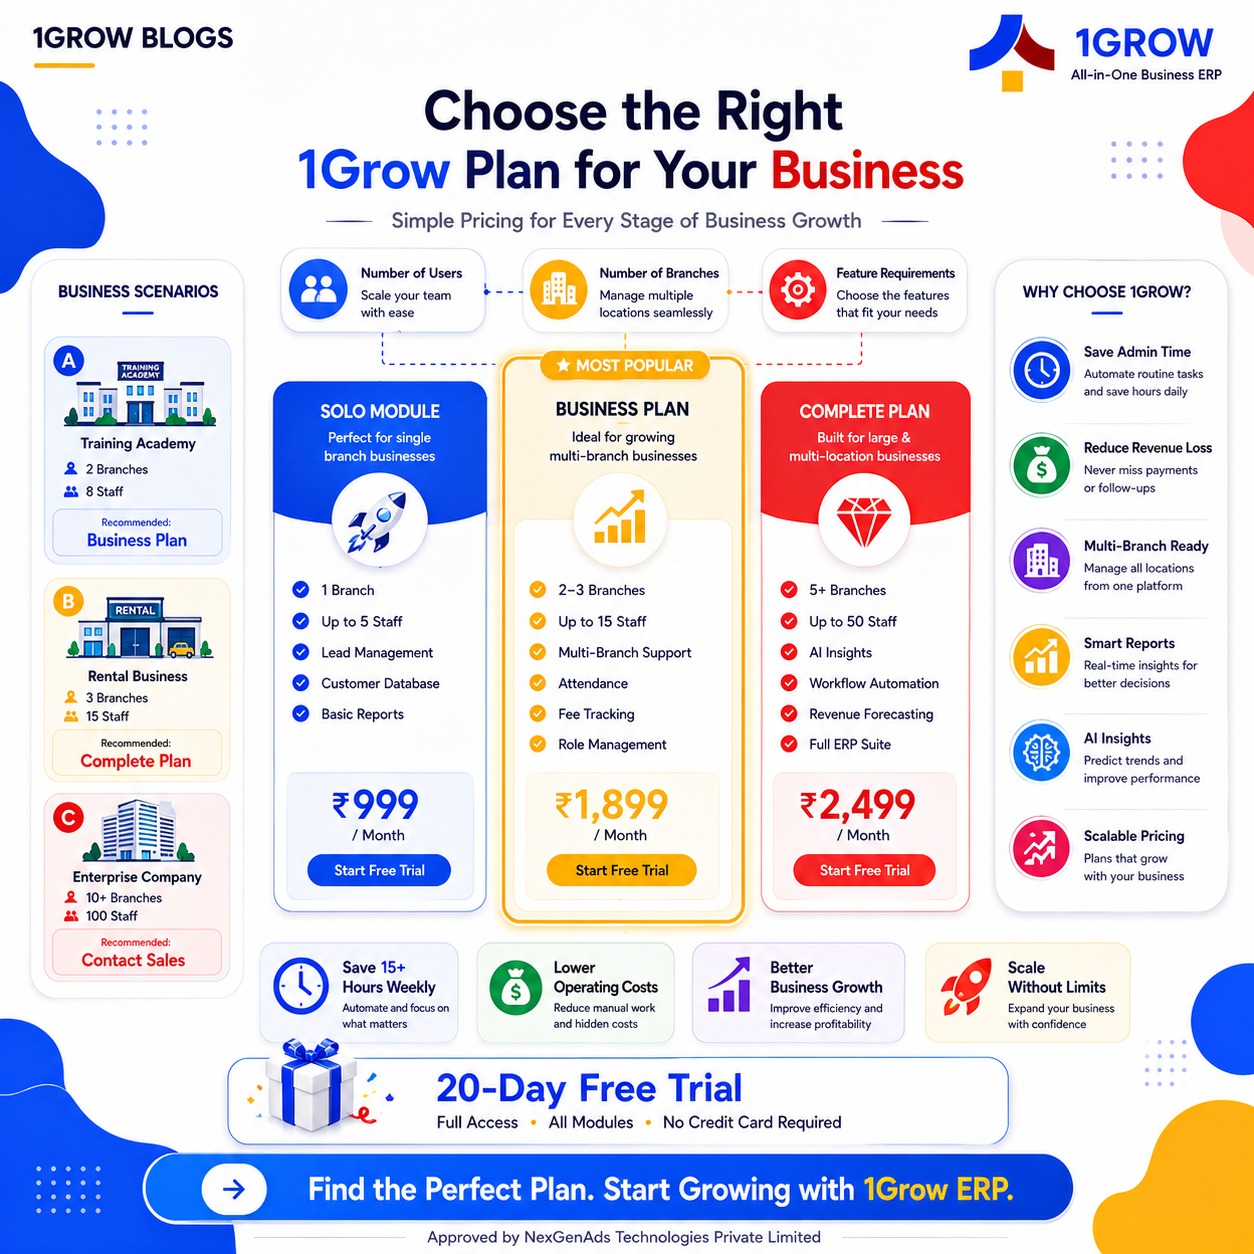 1GROW BLOGS
1GROW
All-in-One Business ERP
Choose the Right
1Grow Plan for Your Business
Simple Pricing for Every Stage of Business Growth
Number of Users
Scale your team
with ease
Number of Branches
Manage multiple
locations seamlessly
Feature Requirements
Choose the features
that fit your needs
BUSINESS SCENARIOS
A
TRAINING
ACADEMY
Training Academy
2 Branches
8 Staff
Recommended:
Business Plan
B
RENTAL
Rental Business
3 Branches
15 Staff
Recommended:
Complete Plan
C
Enterprise Company
10+ Branches
100 Staff
Recommended:
Contact Sales
SOLO MODULE
Perfect for single
branch businesses
1 Branch
Up to 5 Staff
Lead Management
Customer Database
Basic Reports
₹999
/ Month
Start Free Trial
MOST POPULAR
BUSINESS PLAN
Ideal for growing
multi-branch businesses
2–3 Branches
Up to 15 Staff
Multi-Branch Support
Attendance
Fee Tracking
Role Management
₹1,899
/ Month
Start Free Trial
COMPLETE PLAN
Built for large &
multi-location businesses
5+ Branches
Up to 50 Staff
AI Insights
Workflow Automation
Revenue Forecasting
Full ERP Suite
₹2,499
/ Month
Start Free Trial
WHY CHOOSE 1GROW?
Save Admin Time
Automate routine tasks
and save hours daily
$
Reduce Revenue Loss
Never miss payments
or follow-ups
Multi-Branch Ready
Manage all locations
from one platform
Smart Reports
Real-time insights for
better decisions
AI Insights
Predict trends and
improve performance
Scalable Pricing
Plans that grow
with your business
Save 15+
Hours Weekly
Automate and focus on
what matters
$
Lower
Operating Costs
Reduce manual work
and hidden costs
Better
Business Growth
Improve efficiency and
increase profitability
Scale
Without Limits
Expand your business
with confidence
20-Day Free Trial
Full Access • All Modules • No Credit Card Required
Find the Perfect Plan. Start Growing with 1Grow ERP.
Approved by NexGenAds Technologies Private Limited